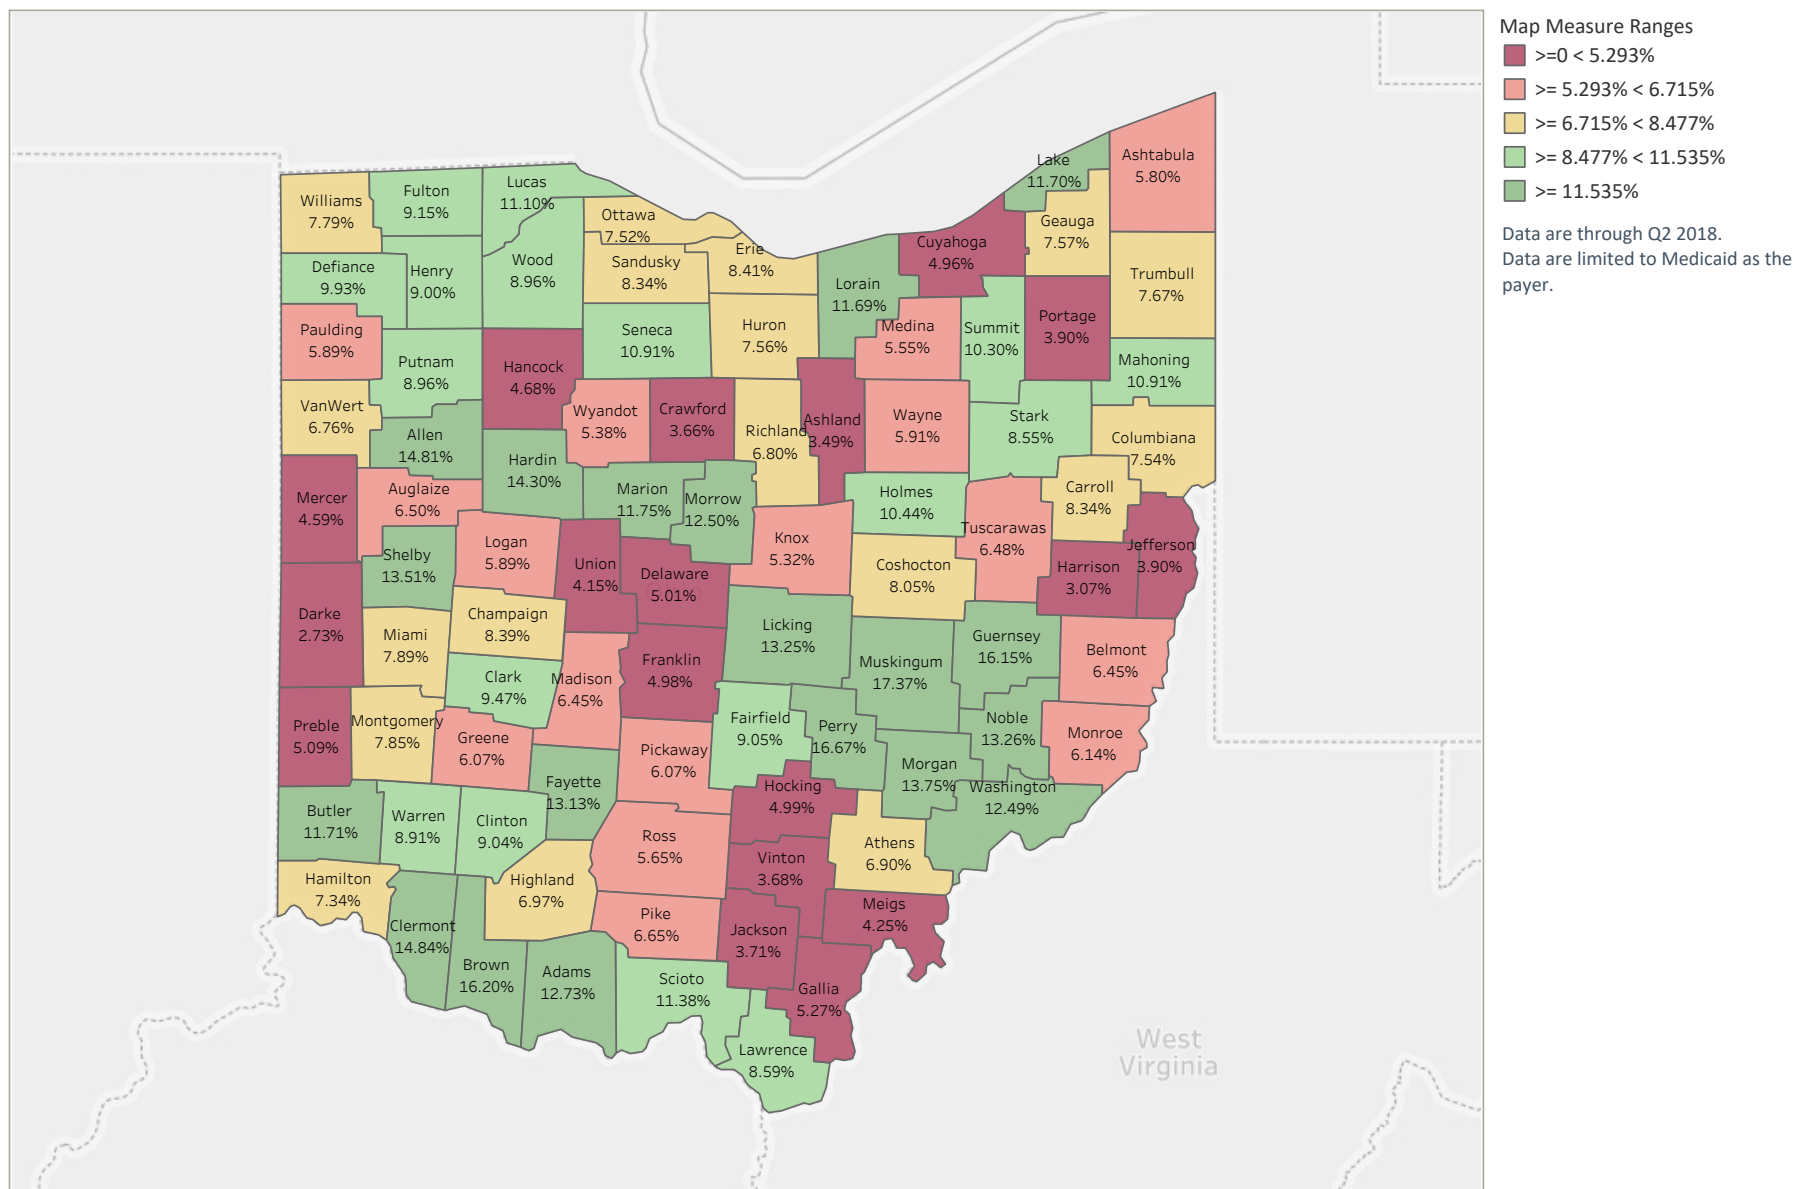 Map Measure Ranges
>=0 < 5.293%
>= 5.293% < 6.715%
>= 6.715% < 8.477%
>= 8.477% < 11.535%
>= 11.535%
Data are through Q2 2018.
Data are limited to Medicaid as the
payer.
Ashtabula
5.80%
Lake
11.70%
Geauga
7.57%
Cuyahoga
4.96%
Williams
7.79%
Fulton
9.15%
Lucas
11.10%
Ottawa
7.52%
Erie
8.41%
Wood
8.96%
Sandusky
8.34%
Defiance
9.93%
Henry
9.00%
Lorain
11.69%
Trumbull
7.67%
Paulding
5.89%
Putnam
8.96%
Hancock
4.68%
Seneca
10.91%
Huron
7.56%
Medina
5.55%
Summit
10.30%
Portage
3.90%
Mahoning
10.91%
VanWert
6.76%
Allen
14.81%
Wyandot
5.38%
Crawford
3.66%
Richland
6.80%
Ashland
3.49%
Wayne
5.91%
Stark
8.55%
Columbiana
7.54%
Mercer
4.59%
Auglaize
6.50%
Hardin
14.30%
Marion
11.75%
Morrow
12.50%
Holmes
10.44%
Carroll
8.34%
Tuscarawas
6.48%
Jefferson
3.90%
Harrison
3.07%
Shelby
13.51%
Logan
5.89%
Union
4.15%
Delaware
5.01%
Knox
5.32%
Coshocton
8.05%
Darke
2.73%
Miami
7.89%
Champaign
8.39%
Licking
13.25%
Muskingum
17.37%
Guernsey
16.15%
Belmont
6.45%
Clark
9.47%
Madison
6.45%
Franklin
4.98%
Preble
5.09%
Montgomery
7.85%
Greene
6.07%
Pickaway
6.07%
Fairfield
9.05%
Perry
16.67%
Noble
13.26%
Monroe
6.14%
Morgan
13.75%
Washington
12.49%
Fayette
13.13%
Hocking
4.99%
Butler
11.71%
Warren
8.91%
Clinton
9.04%
Ross
5.65%
Athens
6.90%
Vinton
3.68%
Hamilton
7.34%
Highland
6.97%
Clermont
14.84%
Pike
6.65%
Meigs
4.25%
Jackson
3.71%
Brown
16.20%
Adams
12.73%
Scioto
11.38%
Gallia
5.27%
Lawrence
8.59%
West
Virginia